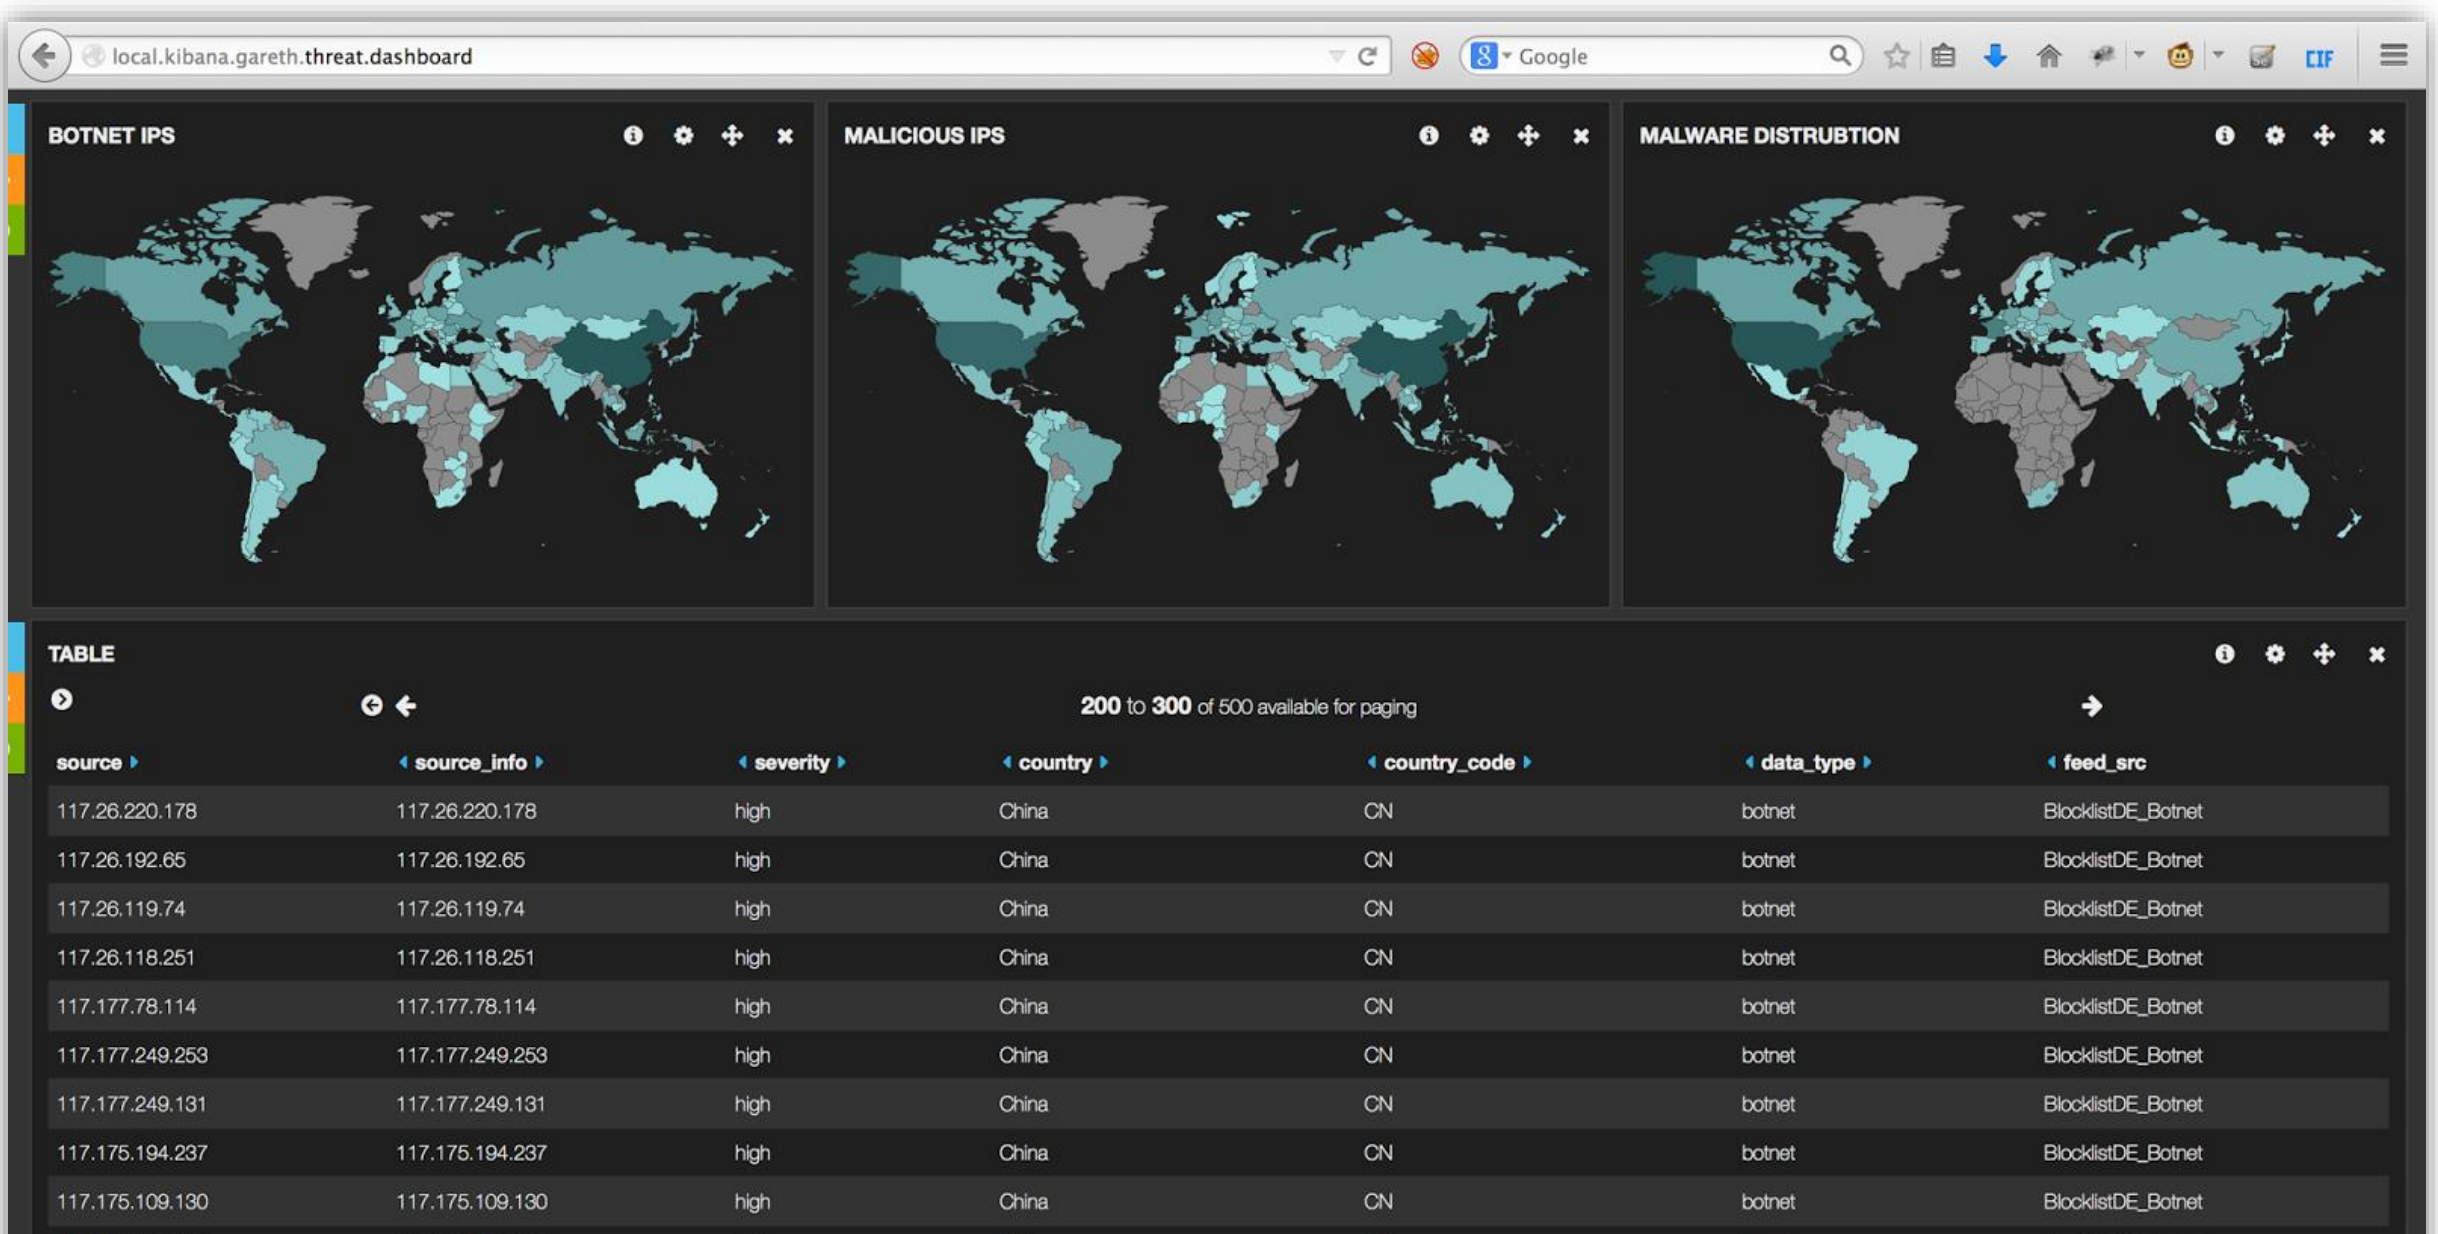 local.kibana.gareth.threat.dashboard
Google
CIF
BOTNET IPS
MALICIOUS IPS
MALWARE DISTRUBTION
TABLE
200 to 300 of 500 available for paging
source source_info severity country country_code data_type feed_src
117.26.220.178 117.26.220.178 high China CN botnet BlocklistDE_Botnet
117.26.192.65 117.26.192.65 high China CN botnet BlocklistDE_Botnet
117.26.119.74 117.26.119.74 high China CN botnet BlocklistDE_Botnet
117.26.118.251 117.26.118.251 high China CN botnet BlocklistDE_Botnet
117.177.78.114 117.177.78.114 high China CN botnet BlocklistDE_Botnet
117.177.249.253 117.177.249.253 high China CN botnet BlocklistDE_Botnet
117.177.249.131 117.177.249.131 high China CN botnet BlocklistDE_Botnet
117.175.194.237 117.175.194.237 high China CN botnet BlocklistDE_Botnet
117.175.109.130 117.175.109.130 high China CN botnet BlocklistDE_Botnet